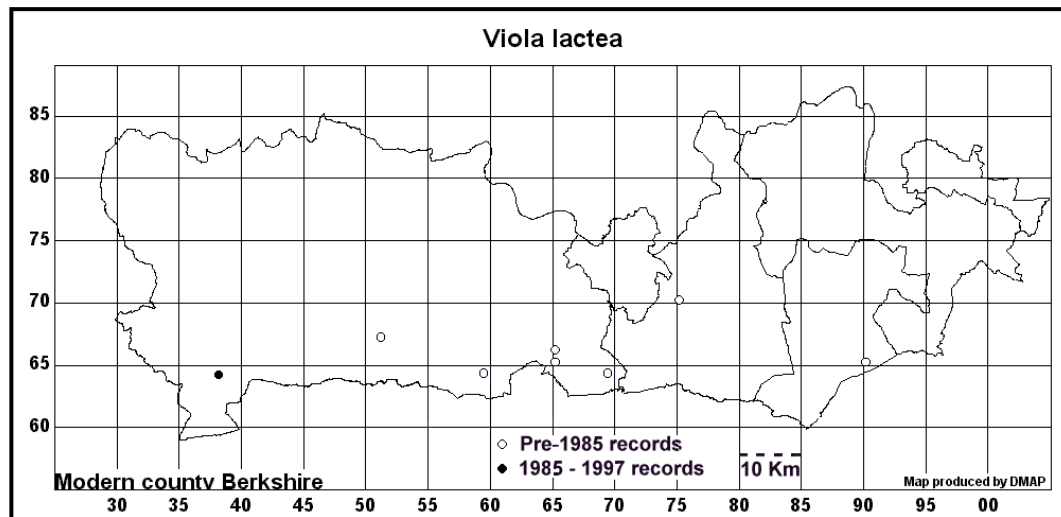 Viola lactea
85
80
75
70
65
60
Pre-1985 records
1985 - 1997 records
10 Km
Modern county Berkshire
Map produced by DMAP
30 35 40 45 50 55 60 65 70 75 80 85 90 95 00